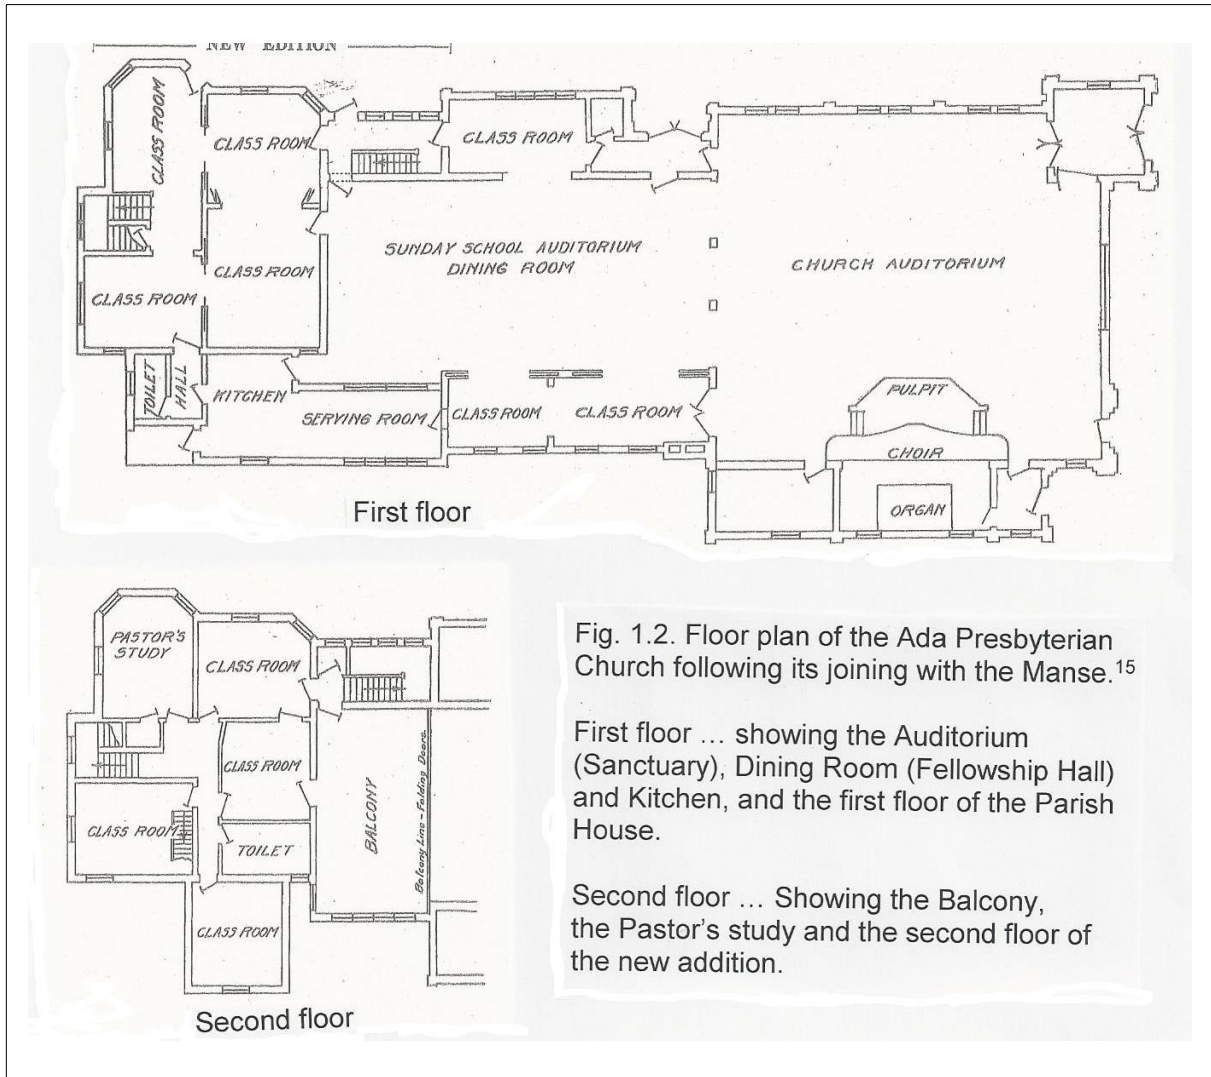 NEW EDITION
CLASS ROOM
CLASS ROOM
CLASS ROOM
SUNDAY SCHOOL AUDITORIUM
DINING ROOM
CHURCH AUDITORIUM
CLASS ROOM
CLASS ROOM
TOILET
HALL
KITCHEN
SERVING ROOM
CLASS ROOM
CLASS ROOM
PULPIT
CHOIR
ORGAN
First floor
PASTOR'S
STUDY
CLASS ROOM
CLASS ROOM
BALCONY
Balcony Line - Folding Doors.
CLASS ROOM
TOILET
CLASS ROOM
Second floor
Fig. 1.2. Floor plan of the Ada Presbyterian
Church following its joining with the Manse.¹⁵
First floor … showing the Auditorium
(Sanctuary), Dining Room (Fellowship Hall)
and Kitchen, and the first floor of the Parish
House.
Second floor … Showing the Balcony,
the Pastor's study and the second floor of
the new addition.